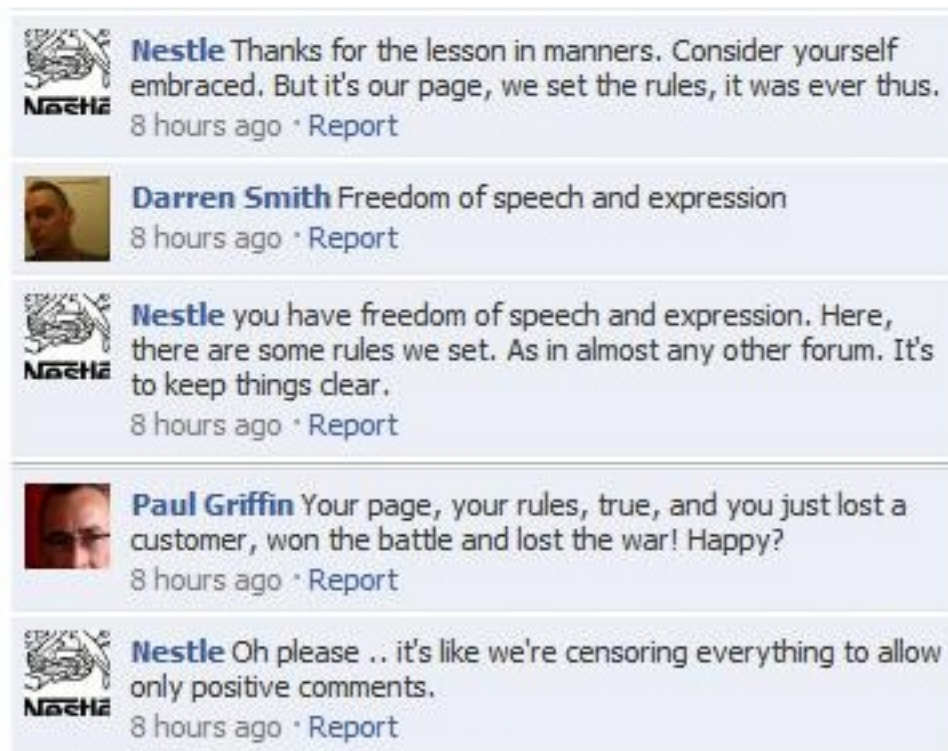 Nestle Thanks for the lesson in manners. Consider yourself
embraced. But it's our page, we set the rules, it was ever thus.
Nestlé
8 hours ago · Report
Darren Smith Freedom of speech and expression
8 hours ago · Report
Nestle you have freedom of speech and expression. Here,
there are some rules we set. As in almost any other forum. It's
Nestlé
to keep things clear.
8 hours ago · Report
Paul Griffin Your page, your rules, true, and you just lost a
customer, won the battle and lost the war! Happy?
8 hours ago · Report
Nestle Oh please .. it's like we're censoring everything to allow
only positive comments.
Nestlé
8 hours ago · Report